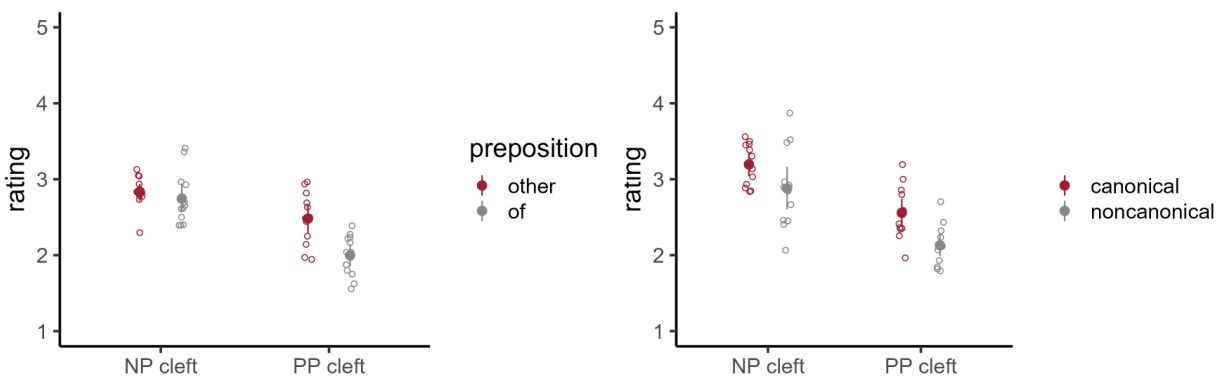 5
4
3
2
1
rating
NP cleft
PP cleft
preposition
other
of
5
4
3
2
1
rating
NP cleft
PP cleft
canonical
noncanonical